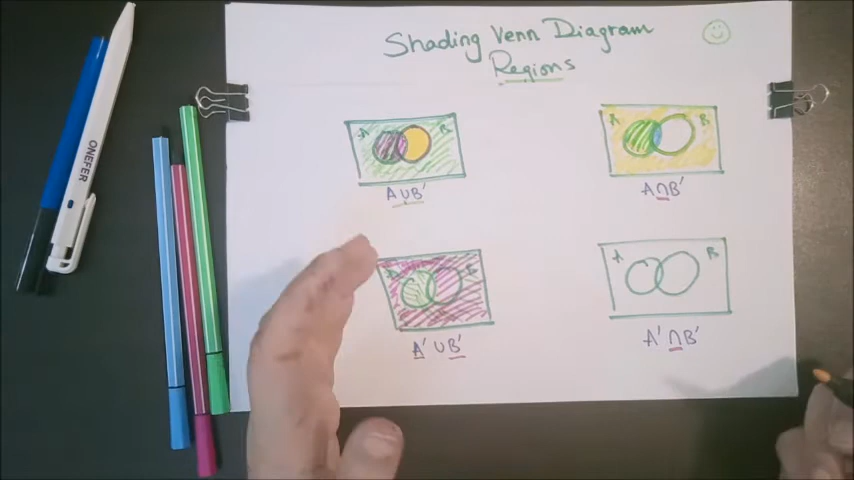 Shading Venn Diagram
Regions
A B
A B
A∪B'
A∩B'
A B
A B
A'∪B'
A'∩B'
ONEFER